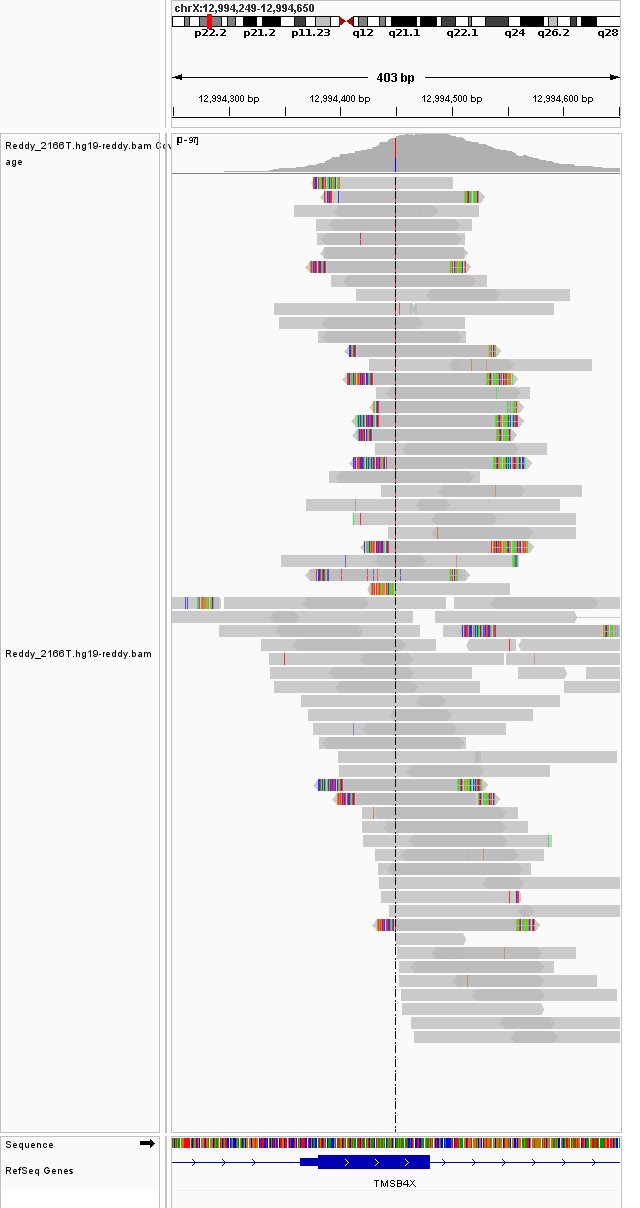 chrX:12,994,249-12,994,650
p22.2 p21.2 p11.23 q12 q21.1 q22.1 q24 q26.2 q28
403 bp
12,994,300 bp 12,994,400 bp 12,994,500 bp 12,994,600 bp
Reddy_2166T.hg19-reddy.bam Cov
age
[0 - 97]
Reddy_2166T.hg19-reddy.bam
Sequence
RefSeq Genes
TMSB4X